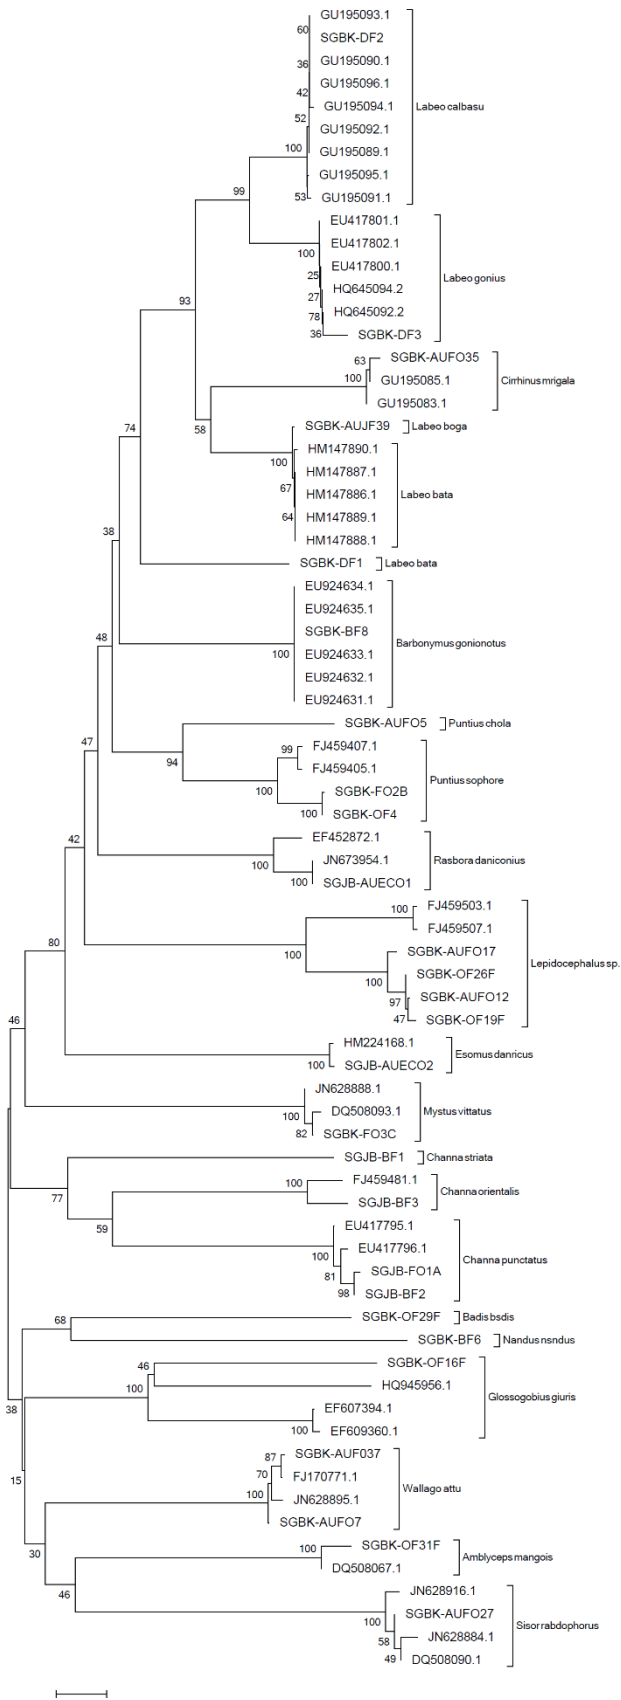 GU195093.1
60
SGBK-DF2
36
GU195090.1
GU195096.1
42
GU195094.1
Labeo calbasu
52
GU195092.1
100
GU195089.1
GU195095.1
99
53
GU195091.1
EU417801.1
EU417802.1
100
EU417800.1
25
Labeo gonius
HQ645094.2
27
93
HQ645092.2
78
36
SGBK-DF3
63
SGBK-AUFO35
100
GU195085.1
Cirrhinus mrigala
GU195083.1
74
58
SGBK-AUJF39
Labeo boga
HM147890.1
100
HM147887.1
67
HM147886.1
Labeo bata
64
HM147889.1
38
HM147888.1
SGBK-DF1
Labeo bata
EU924634.1
EU924635.1
48
SGBK-BF8
Barbonymus gonionotus
100
EU924633.1
EU924632.1
EU924631.1
SGBK-AUFO5
Puntius chola
47
94
99
FJ459407.1
FJ459405.1
Puntius sophore
100
SGBK-FO2B
100
SGBK-OF4
42
EF452872.1
100
JN673954.1
Rasbora daniconius
100
SGJB-AUECO1
100
FJ459503.1
FJ459507.1
80
100
SGBK-AUFO17
Lepidocephalus sp.
100
SGBK-OF26F
97
SGBK-AUFO12
46
47
SGBK-OF19F
HM224168.1
Esomus danricus
100
SGJB-AUECO2
JN628888.1
100
DQ508093.1
Mystus vittatus
82
SGBK-FO3C
SGJB-BF1
Channa striata
77
100
FJ459481.1
Channa orientalis
SGJB-BF3
59
EU417795.1
100
EU417796.1
Channa punctatus
81
SGJB-FO1A
98
SGJB-BF2
68
SGBK-OF29F
Badis bsdis
SGBK-BF6
Nandus nsndus
46
SGBK-OF16F
100
HQ945956.1
Glossogobius giuris
38
EF607394.1
100
EF609360.1
87
SGBK-AUF037
15
70
FJ170771.1
Wallago attu
100
JN628895.1
SGBK-AUFO7
30
100
SGBK-OF31F
Amblyceps mangois
DQ508067.1
46
JN628916.1
100
SGBK-AUFO27
Sisor rabdophorus
58
JN628884.1
49
DQ508090.1